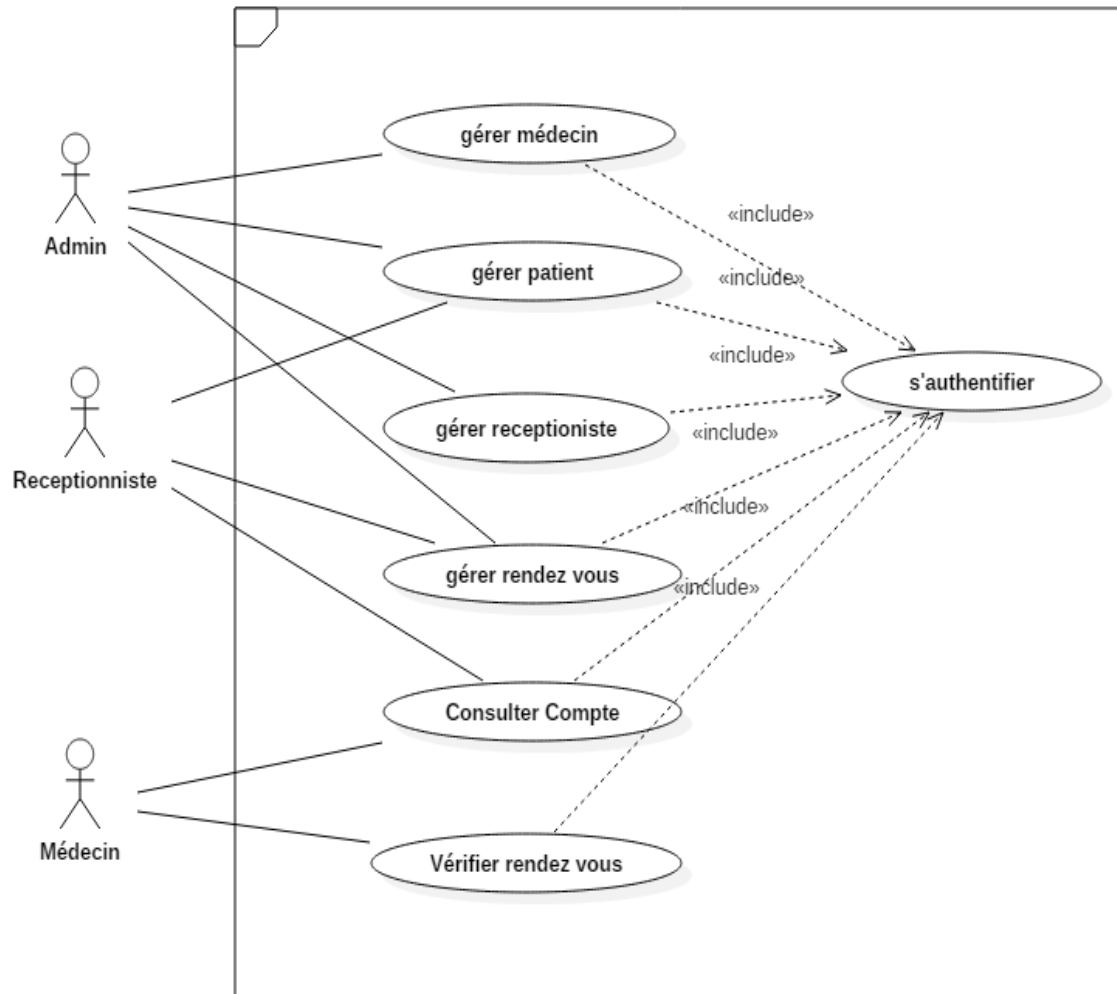 gérer médecin
«include»
Admin
gérer patient
«include»
«include»
s'authentifier
Receptionniste
gérer receptioniste
«include»
«include»
gérer rendez vous
«include»
Consulter Compte
Médecin
Vérifier rendez vous